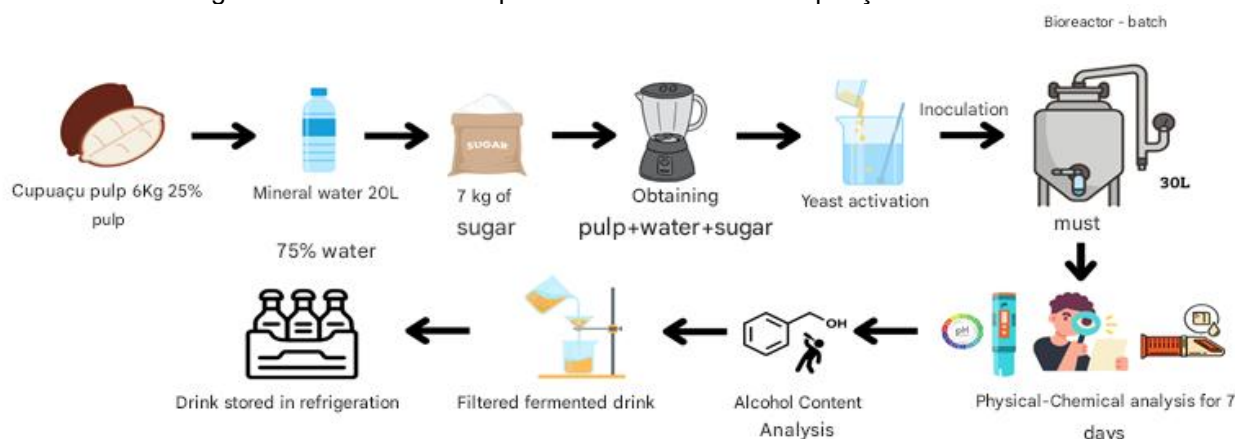 Bioreactor - batch
Inoculation
SUGAR
30L
Cupuaçu pulp 6Kg 25%
pulp
Mineral water 20L
7 kg of
sugar
Obtaining
pulp+water+sugar
Yeast activation
must
75% water
pH
OH
Drink stored in refrigeration
Filtered fermented drink
Alcohol Content
Analysis
Physical-Chemical analysis for 7
days